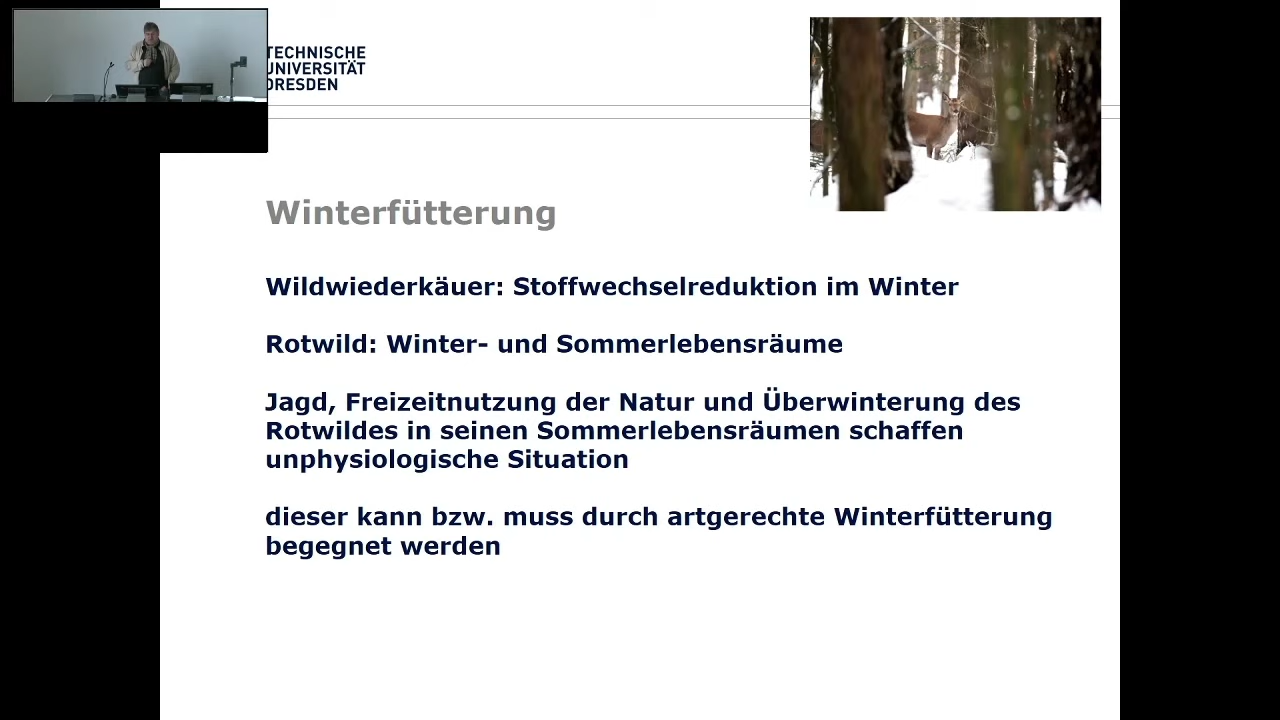 TECHNISCHE
UNIVERSITÄT
DRESDEN
Winterfütterung
Wildwiederkäuer: Stoffwechselreduktion im Winter
Rotwild: Winter- und Sommerlebensräume
Jagd, Freizeitnutzung der Natur und Überwinterung des
Rotwildes in seinen Sommerlebensräumen schaffen
unphysiologische Situation
dieser kann bzw. muss durch artgerechte Winterfütterung
begegnet werden